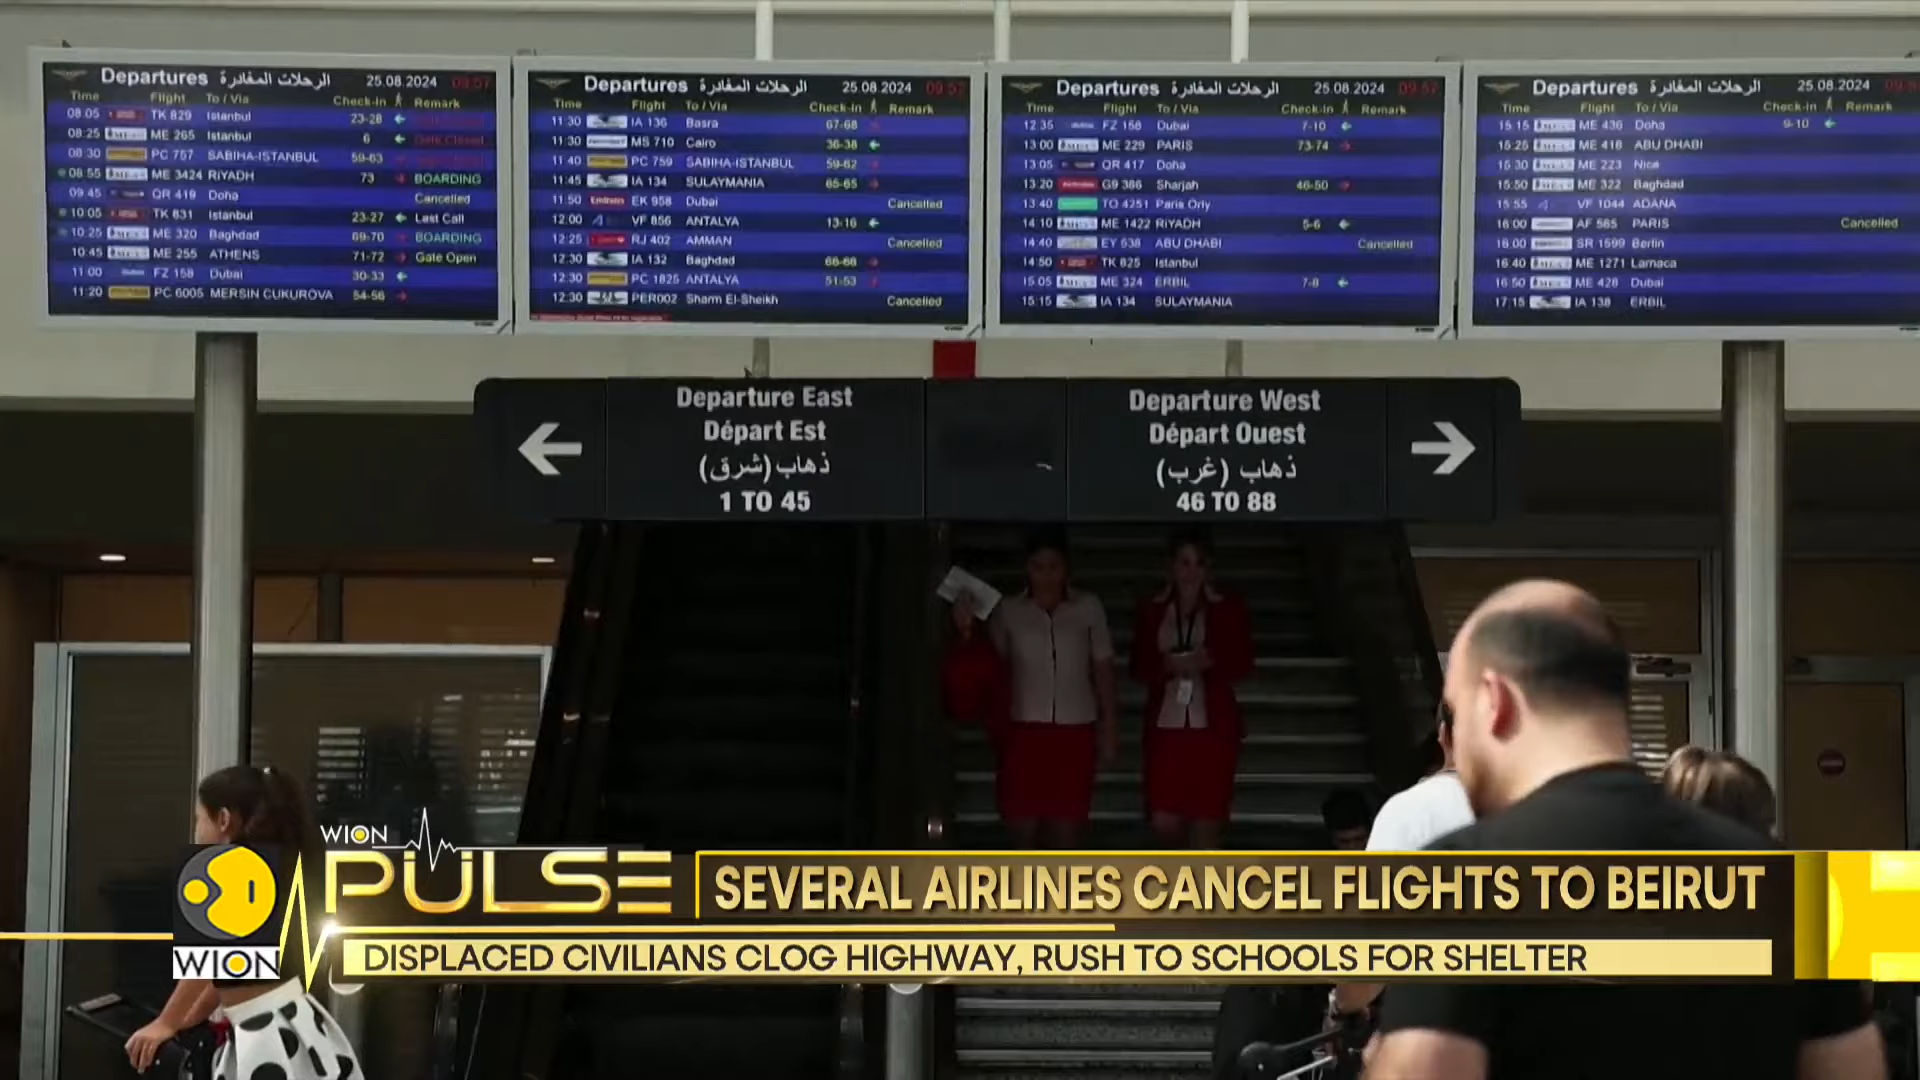 Departures الرحلات المغادرة 25.08.2024 09:57
Time Flight To / Via Check-in Remark
08:05 TK 829 Istanbul 23-28
08:25 ME 265 Istanbul 6 Gate Closed
08:30 PC 757 SABIHA-ISTANBUL 59-63
08:55 ME 3424 RIYADH 73 BOARDING
09:45 QR 419 Doha Cancelled
10:05 TK 831 Istanbul 23-27 Last Call
10:25 ME 320 Baghdad 69-70 BOARDING
10:45 ME 255 ATHENS 71-72 Gate Open
11:00 FZ 158 Dubai 30-33
11:20 PC 6005 MERSIN CUKUROVA 54-56
Departures الرحلات المغادرة 25.08.2024 09:57
Time Flight To / Via Check-in Remark
11:30 IA 136 Basra 67-68
11:30 MS 710 Cairo 36-38
11:40 PC 759 SABIHA-ISTANBUL 59-62
11:45 IA 134 SULAYMANIA 65-65
11:50 Emirates EK 958 Dubai Cancelled
12:00 VF 856 ANTALYA 13-16
12:25 RJ 402 AMMAN Cancelled
12:30 IA 132 Baghdad 66-66
12:30 PC 1825 ANTALYA 51-53
12:30 PER002 Sharm El-Sheikh Cancelled
Departures الرحلات المغادرة 25.08.2024 09:57
Time Flight To / Via Check-in Remark
12:35 FZ 158 Dubai 7-10
13:00 ME 229 PARIS 73-74
13:05 QR 417 Doha
13:20 G9 386 Sharjah 46-50
13:40 TO 4251 Paris Orly
14:10 ME 1422 RIYADH 5-6
14:40 EY 538 ABU DHABI Cancelled
14:50 TK 825 Istanbul
15:05 ME 324 ERBIL 7-8
15:15 IA 134 SULAYMANIA
Departures الرحلات المغادرة 25.08.2024
Time Flight To / Via Check-in Remark
15:15 ME 436 Doha 9-10
15:25 ME 418 ABU DHABI
15:30 ME 223 Nice
15:50 ME 322 Baghdad
15:55 VF 1044 ADANA
16:00 AF 565 PARIS Cancelled
16:00 SR 1599 Berlin
16:40 ME 1271 Larnaca
16:50 ME 428 Dubai
17:15 IA 138 ERBIL
Departure East
Départ Est
ذهاب (شرق)
1 TO 45
Departure West
Départ Ouest
ذهاب (غرب)
46 TO 88
WION
PULSE
SEVERAL AIRLINES CANCEL FLIGHTS TO BEIRUT
WION
DISPLACED CIVILIANS CLOG HIGHWAY, RUSH TO SCHOOLS FOR SHELTER